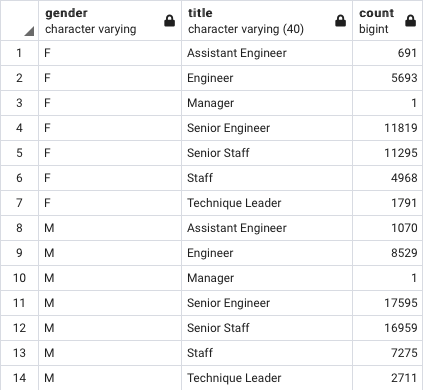 gender title count
character varying character varying (40) bigint
1 F Assistant Engineer 691
2 F Engineer 5693
3 F Manager 1
4 F Senior Engineer 11819
5 F Senior Staff 11295
6 F Staff 4968
7 F Technique Leader 1791
8 M Assistant Engineer 1070
9 M Engineer 8529
10 M Manager 1
11 M Senior Engineer 17595
12 M Senior Staff 16959
13 M Staff 7275
14 M Technique Leader 2711